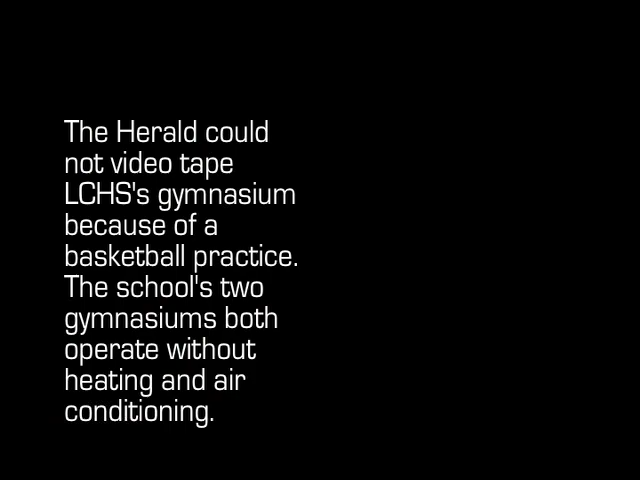 The Herald could
not video tape
LCHS's gymnasium
because of a
basketball practice.
The school's two
gymnasiums both
operate without
heating and air
conditioning.